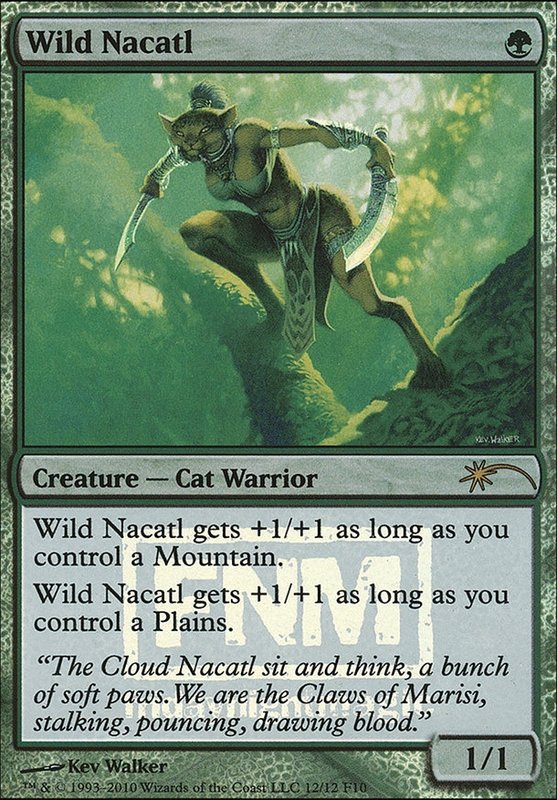 Wild Nacatl
KEV. WALKER
Creature — Cat Warrior
Wild Nacatl gets +1/+1 as long as you
control a Mountain.
Wild Nacatl gets +1/+1 as long as you
control a Plains.
FNM
“The Cloud Nacatl sit and think, a bunch
of soft paws. We are the Claws of Marisi,
stalking, pouncing, drawing blood.”
Kev Walker
1/1
™ & © 1993–2010 Wizards of the Coast LLC 12/12 F10